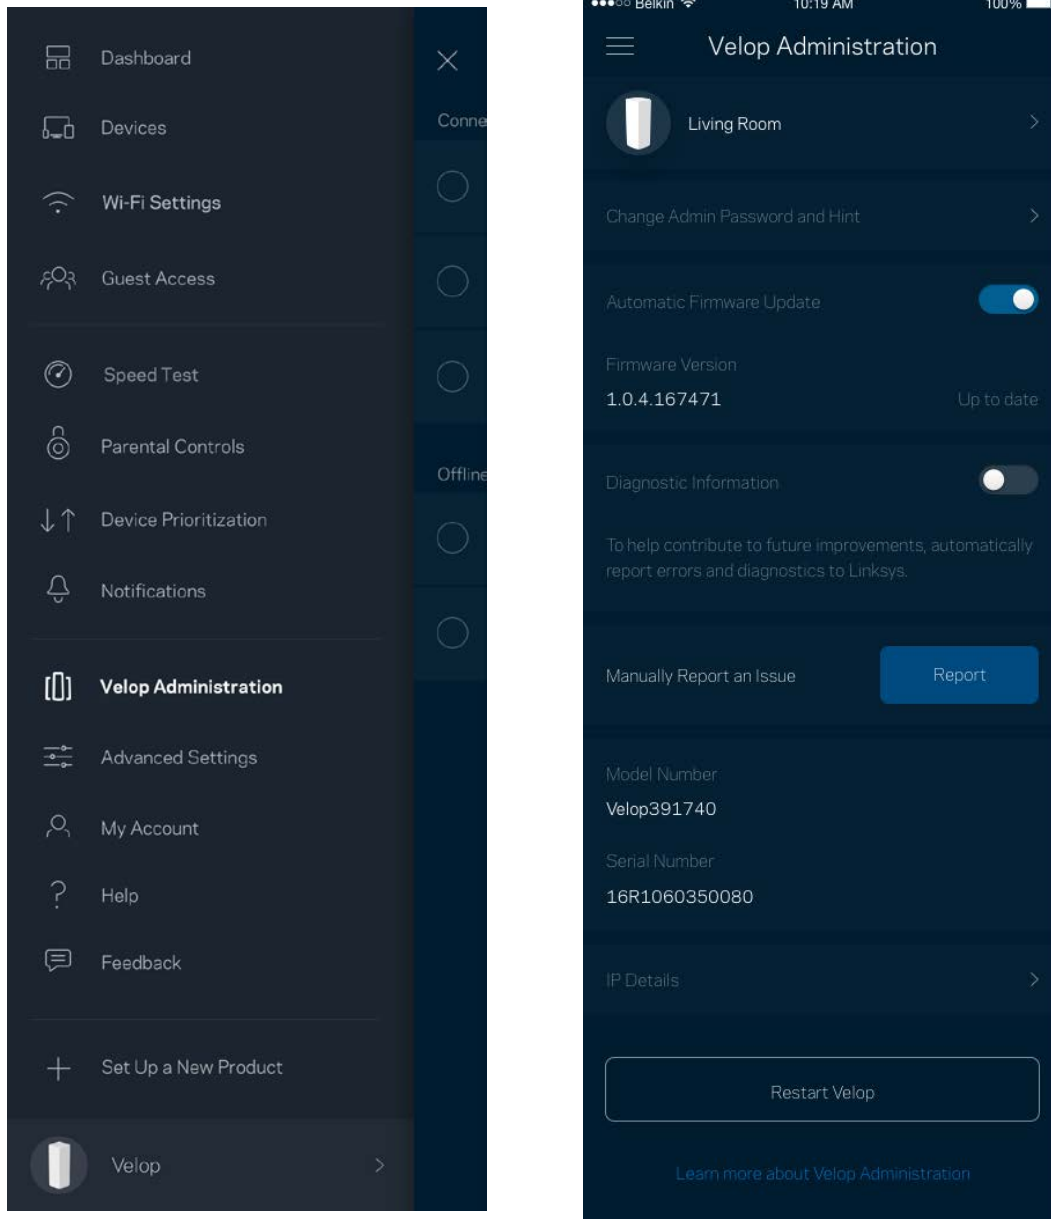 Dashboard
Devices
Wi-Fi Settings
Guest Access
Speed Test
Parental Controls
Device Prioritization
Notifications
Velop Administration
Advanced Settings
My Account
Help
Feedback
Set Up a New Product
Velop
Conne
Offline
Belkin 10:19 AM 100%
Velop Administration
Living Room
Change Admin Password and Hint
Automatic Firmware Update
Firmware Version
1.0.4.167471 Up to date
Diagnostic Information
To help contribute to future improvements, automatically
report errors and diagnostics to Linksys.
Manually Report an Issue Report
Model Number
Velop391740
Serial Number
16R1060350080
IP Details
Restart Velop
Learn more about Velop Administration